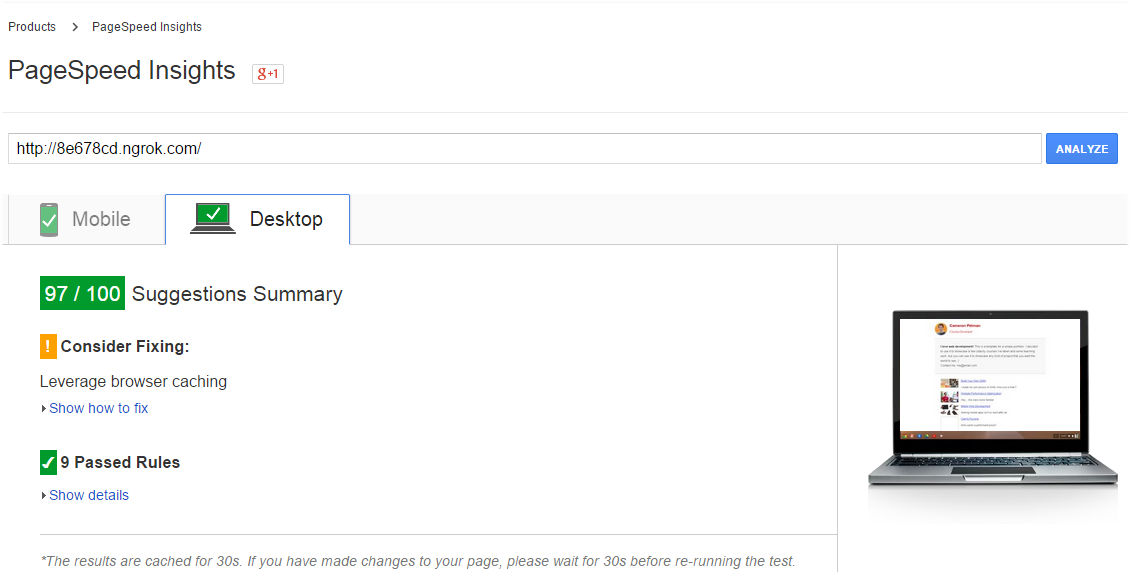 Products > PageSpeed Insights
PageSpeed Insights
g+1
http://8e678cd.ngrok.com/
ANALYZE
Mobile
Desktop
97 / 100 Suggestions Summary
! Consider Fixing:
Leverage browser caching
Show how to fix
9 Passed Rules
Show details
*The results are cached for 30s. If you have made changes to your page, please wait for 30s before re-running the test.
Cameron Pittman